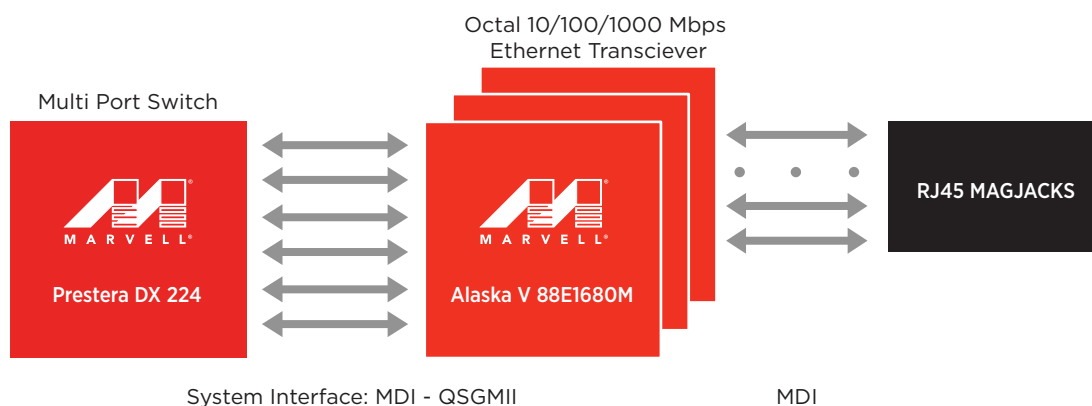 Octal 10/100/1000 Mbps
Ethernet Transciever
Multi Port Switch
MARVELL®
Prestera DX 224
MARVELL®
Alaska V 88E1680M
RJ45 MAGJACKS
System Interface: MDI - QSGMII
MDI